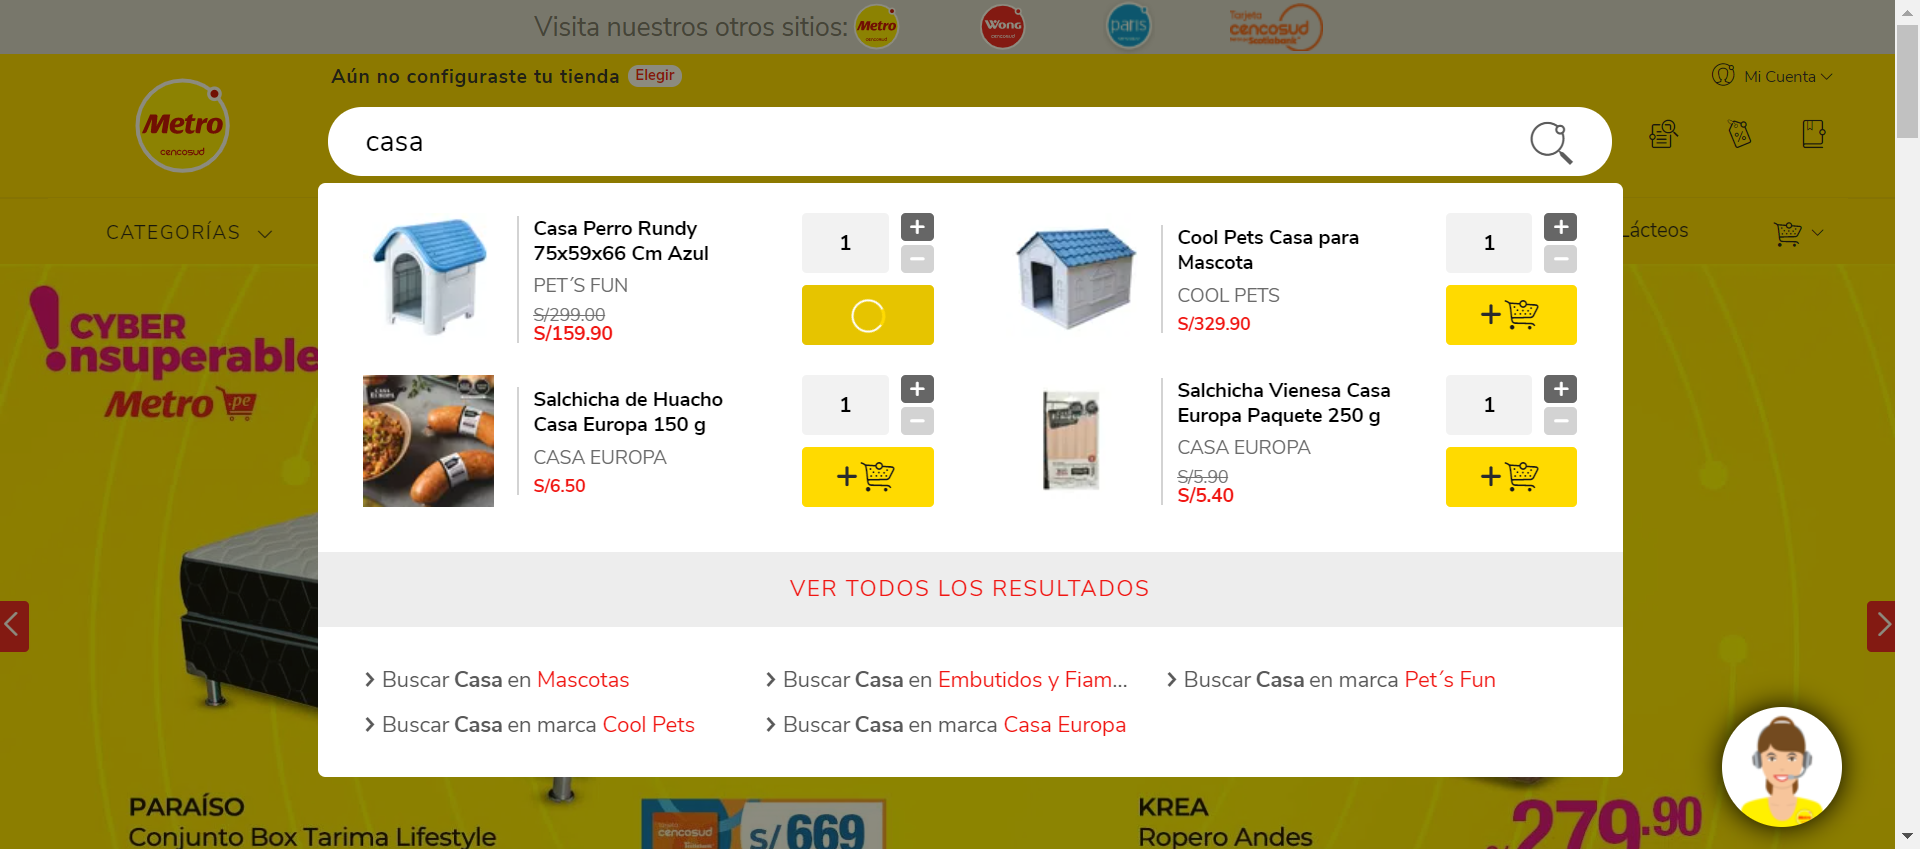 Visita nuestros otros sitios:
Metro
cencosud
Wong
cencosud
paris
cencosud
Tarjeta
cencosud
Scotiabank
Aún no configuraste tu tienda Elegir
Mi Cuenta
Metro
cencosud
casa
CATEGORÍAS
Lácteos
Casa Perro Rundy
75x59x66 Cm Azul
PET´S FUN
S/299.00
S/159.90
1
+
−
Cool Pets Casa para
Mascota
COOL PETS
S/329.90
1
+
−
+
Salchicha de Huacho
Casa Europa 150 g
CASA EUROPA
S/6.50
1
+
−
+
Salchicha Vienesa Casa
Europa Paquete 250 g
CASA EUROPA
S/5.90
S/5.40
1
+
−
+
VER TODOS LOS RESULTADOS
Buscar Casa en Mascotas
Buscar Casa en Embutidos y Fiam...
Buscar Casa en marca Pet´s Fun
Buscar Casa en marca Cool Pets
Buscar Casa en marca Casa Europa
CYBER
!nsuperable
Metro .pe
PARAÍSO
Conjunto Box Tarima Lifestyle
Tarjeta
cencosud
S/ 669
KREA
Ropero Andes
279.90